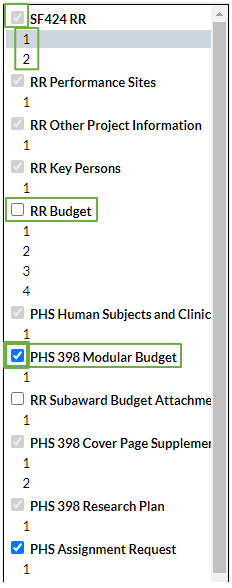 SF424 RR
1
2
RR Performance Sites
1
RR Other Project Information
1
RR Key Persons
1
RR Budget
1
2
3
4
PHS Human Subjects and Clinic
1
PHS 398 Modular Budget
1
RR Subaward Budget Attachme
1
PHS 398 Cover Page Supplemen
1
2
PHS 398 Research Plan
1
PHS Assignment Request
1